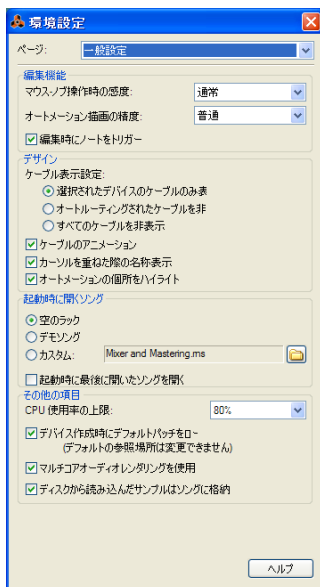 環境設定
ページ: 一般設定
編集機能
マウス・ノブ操作時の感度: 通常
オートメーション描画の精度: 普通
編集時にノートをトリガー
デザイン
ケーブル表示設定:
選択されたデバイスのケーブルのみ表
オートルーティングされたケーブルを非
すべてのケーブルを非表示
ケーブルのアニメーション
カーソルを重ねた際の名称表示
オートメーションの個所をハイライト
起動時に開くソング
空のラック
デモソング
カスタム: Mixer and Mastering.rns
起動時に最後に開いたソングを開く
その他の項目
CPU 使用率の上限: 80%
デバイス作成時にデフォルトパッチをロー
(デフォルトの参照場所は変更できません)
マルチコアオーディオレンダリングを使用
ディスクから読み込んだサンプルはソングに格納
ヘルプ